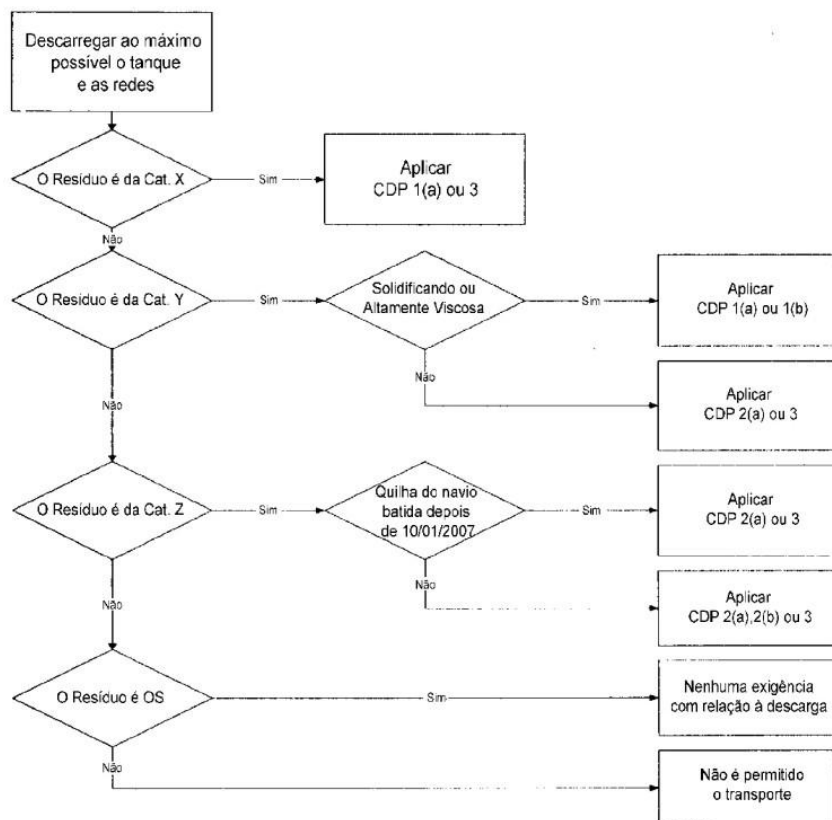 Descarregar ao máximo
possível o tanque
e as redes
O Resíduo é da Cat. X
Sim
Aplicar
CDP 1(a) ou 3
Não
O Resíduo é da Cat. Y
Sim
Solidificando ou
Altamente Viscosa
Sim
Aplicar
CDP 1(a) ou 1(b)
Não
Aplicar
CDP 2(a) ou 3
Não
O Resíduo é da Cat. Z
Sim
Quilha do navio
batida depois
de 10/01/2007
Sim
Aplicar
CDP 2(a) ou 3
Não
Aplicar
CDP 2(a),2(b) ou 3
Não
O Resíduo é OS
Sim
Nenhuma exigência
com relação à descarga
Não
Não é permitido
o transporte